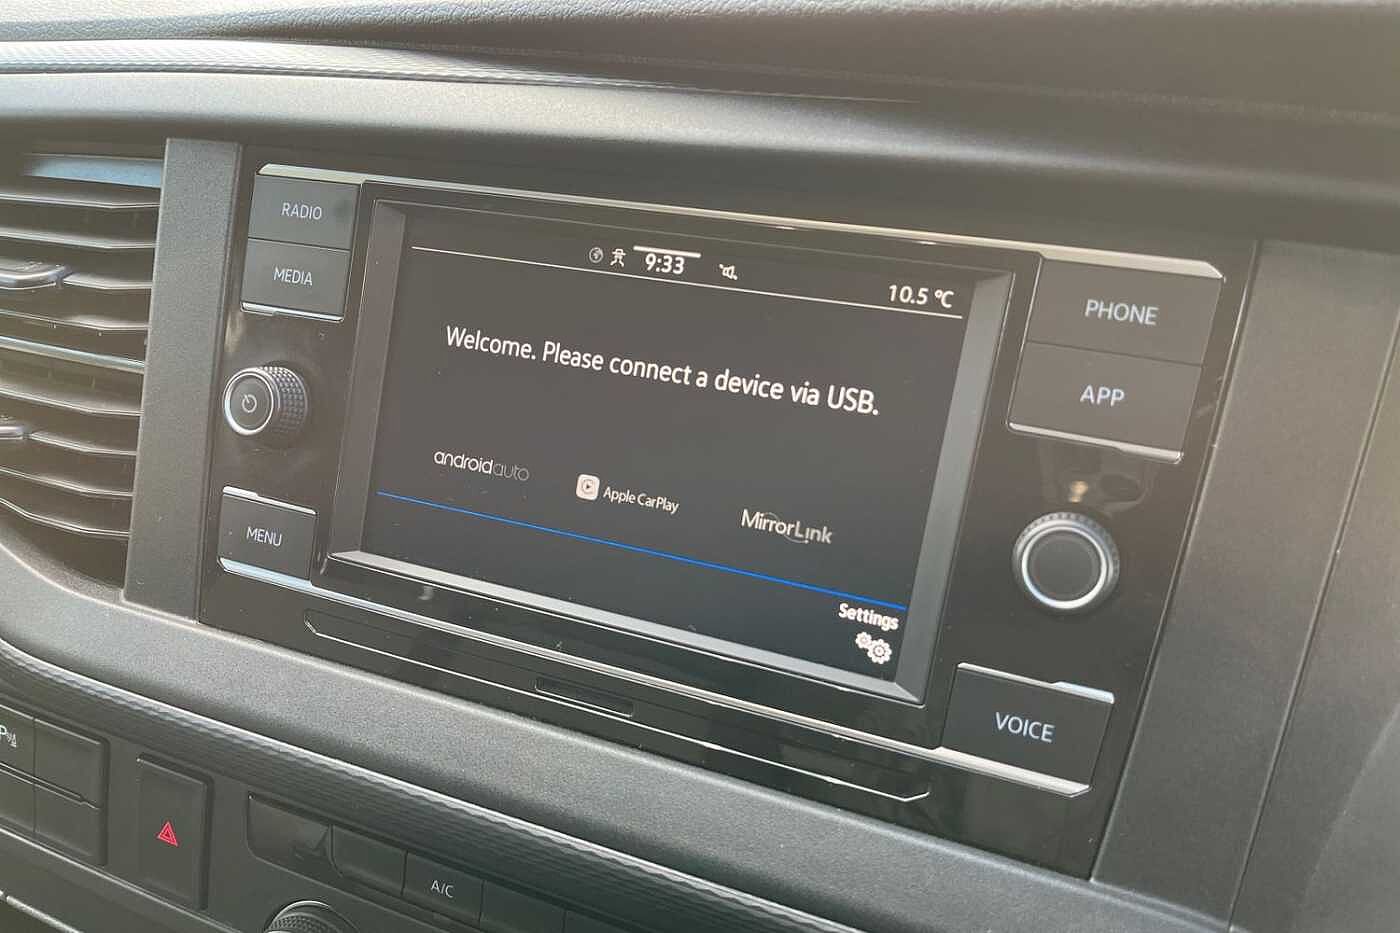 RADIO
MEDIA
9:33
10.5 °C
Welcome. Please connect a device via USB.
androidauto
Apple CarPlay
MirrorLink
Settings
MENU
PHONE
APP
VOICE
P
A/C